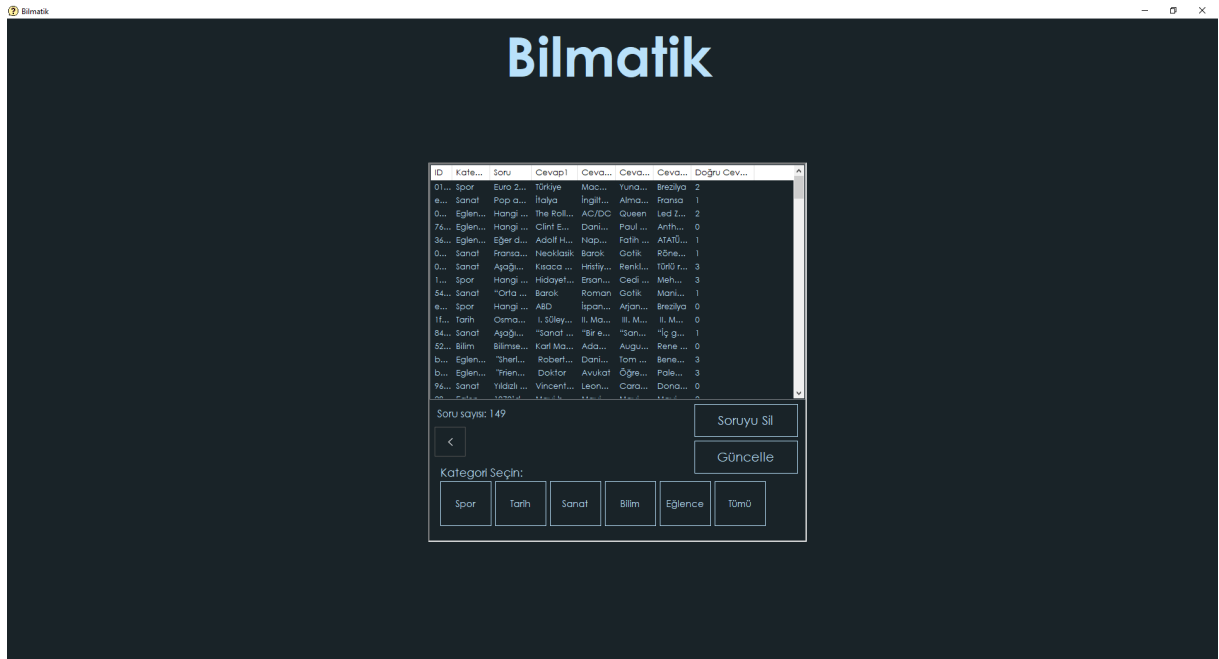 Bilmatik
Bilmatik
ID Kate... Soru Cevap1 Ceva... Ceva... Ceva... Doğru Cev...
01... Spor Euro 2... Türkiye Mac... Yuna... Brezilya 2
e... Sanat Pop a... İtalya İngilt... Alma... Fransa 1
0... Eglen... Hangi ... The Roll... AC/DC Queen Led Z... 2
76... Eglen... Hangi ... Clint E... Dani... Paul ... Anth... 0
36... Eglen... Eğer d... Adolf H... Nap... Fatih ... ATATÜ... 1
0... Sanat Fransa... Neoklasik Barok Gotik Röne... 1
0... Sanat Aşağı... Kısaca ... Hristiy... Renkl... Türlü r... 3
1... Spor Hangi ... Hidayet... Ersan... Cedi ... Meh... 3
54... Sanat "Orta ... Barok Roman Gotik Mani... 1
e... Spor Hangi ... ABD İspan... Arjan... Brezilya 0
1f... Tarih Osma... I. Süley... II. Ma... III. M... II. M... 0
84... Sanat Aşağı... "Sanat ... "Bir e... "San... "İç g... 1
52... Bilim Bilimse... Karl Ma... Ada... Augu... Rene ... 0
b... Eglen... "Sherl... Robert... Dani... Tom ... Bene... 3
b... Eglen... "Frien... Doktor Avukat Öğre... Pale... 3
96... Sanat Yıldızlı ... Vincent... Leon... Cara... Dona... 0
Soru sayısı: 149
Soruyu Sil
<
Güncelle
Kategori Seçin:
Spor Tarih Sanat Bilim Eğlence Tümü